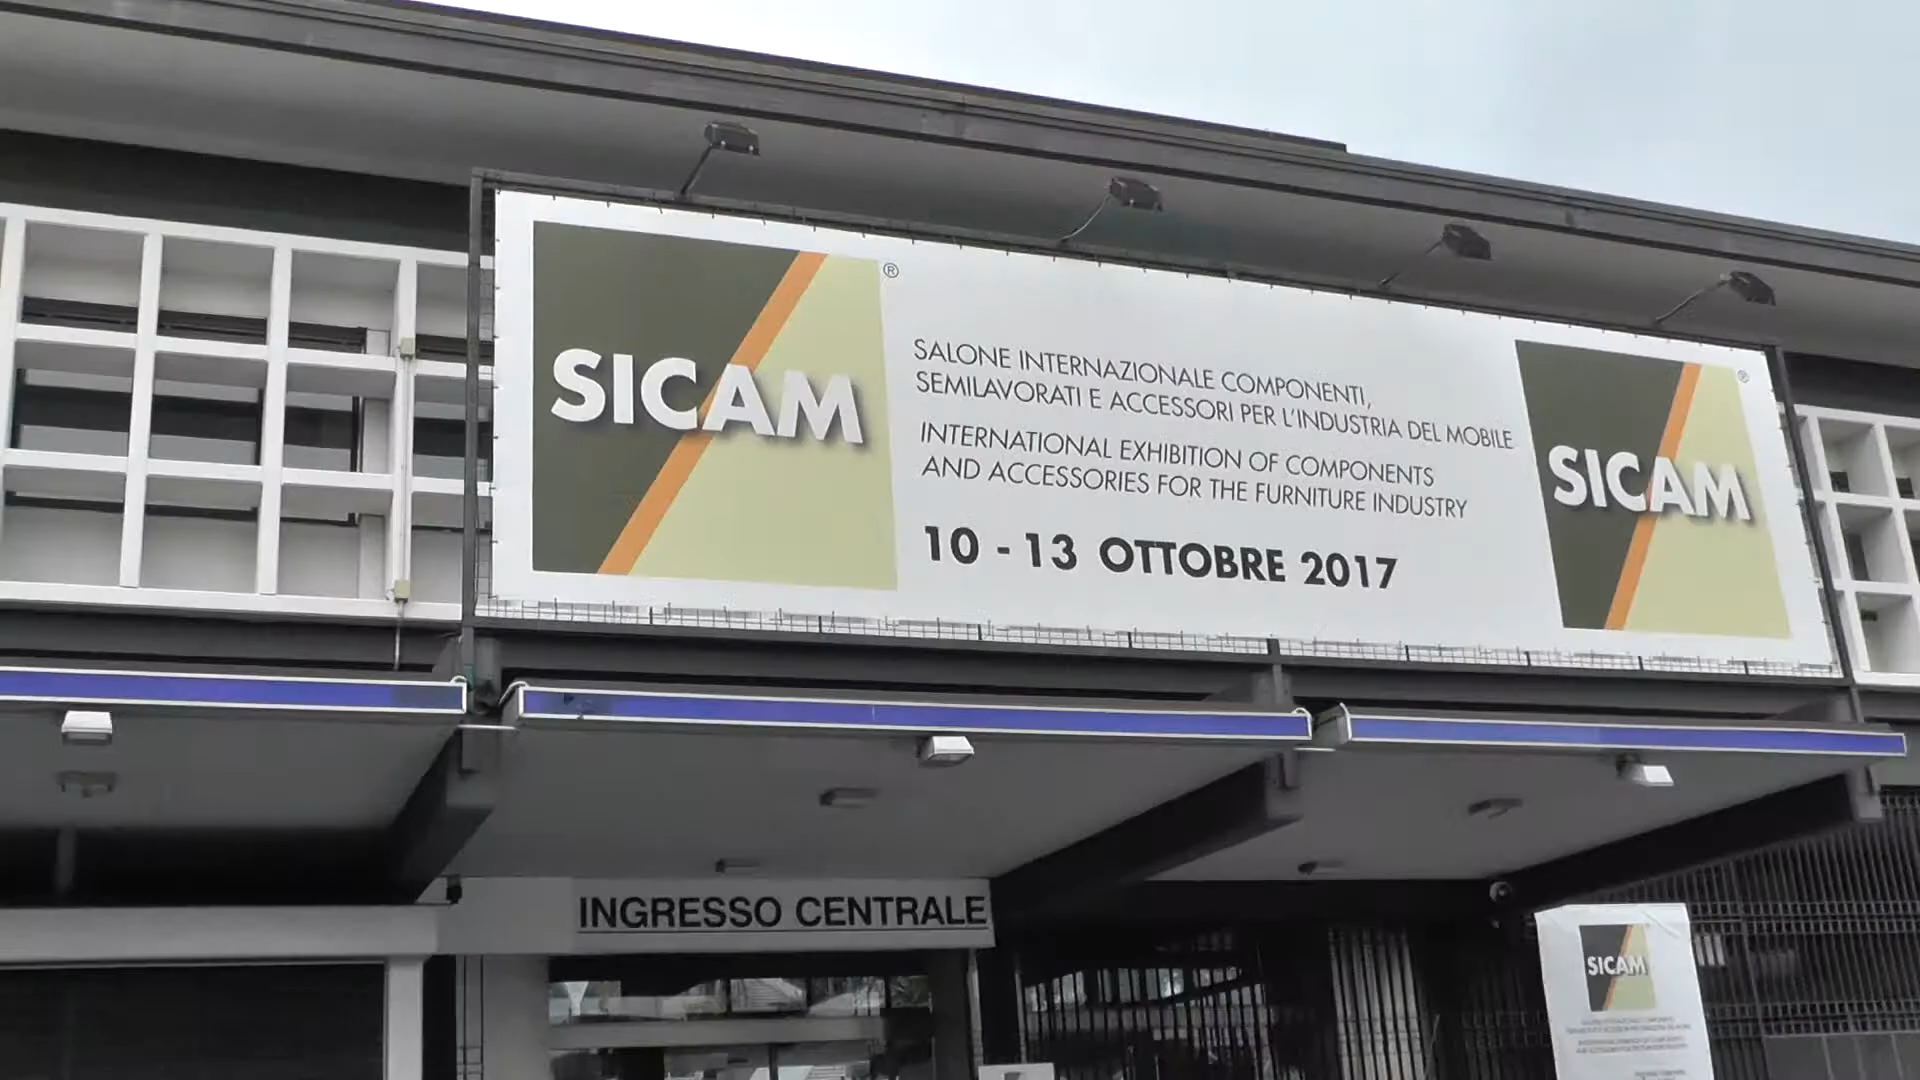 SICAM
®
SALONE INTERNAZIONALE COMPONENTI,
SEMILAVORATI E ACCESSORI PER L'INDUSTRIA DEL MOBILE
INTERNATIONAL EXHIBITION OF COMPONENTS
AND ACCESSORIES FOR THE FURNITURE INDUSTRY
10 - 13 OTTOBRE 2017
SICAM
®
INGRESSO CENTRALE
SICAM